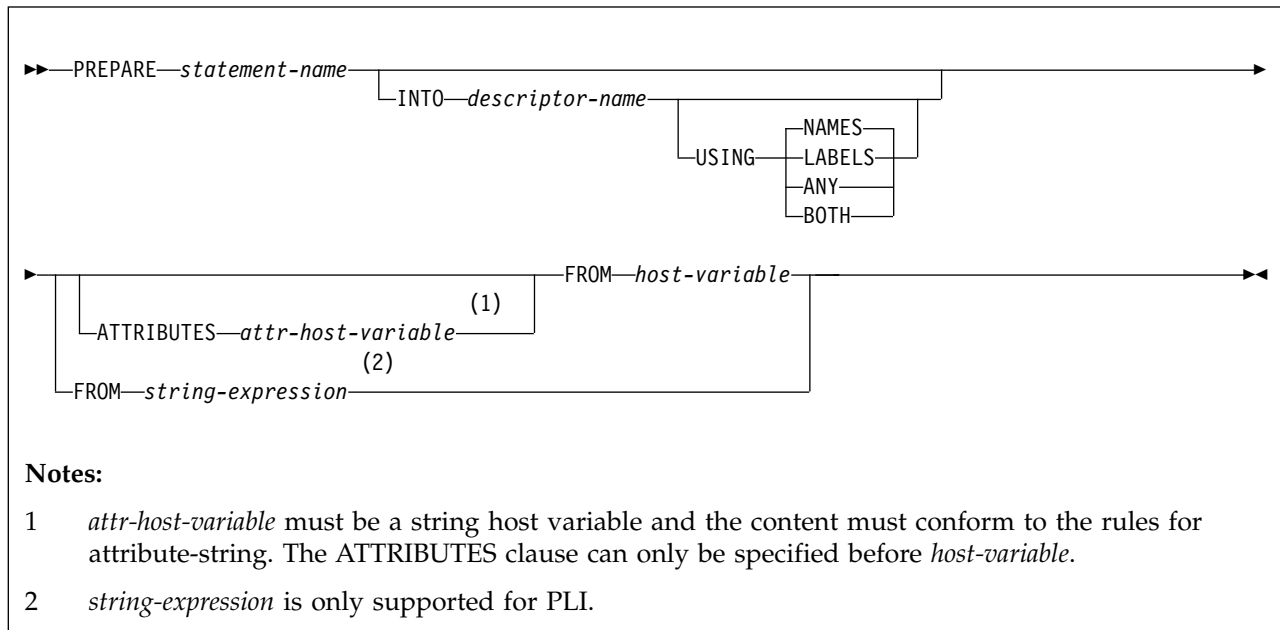 PREPARE statement-name
INTO descriptor-name
NAMES
USING LABELS
ANY
BOTH
FROM host-variable
(1)
ATTRIBUTES attr-host-variable
(2)
FROM string-expression
Notes:
1 attr-host-variable must be a string host variable and the content must conform to the rules for
attribute-string. The ATTRIBUTES clause can only be specified before host-variable.
2 string-expression is only supported for PLI.